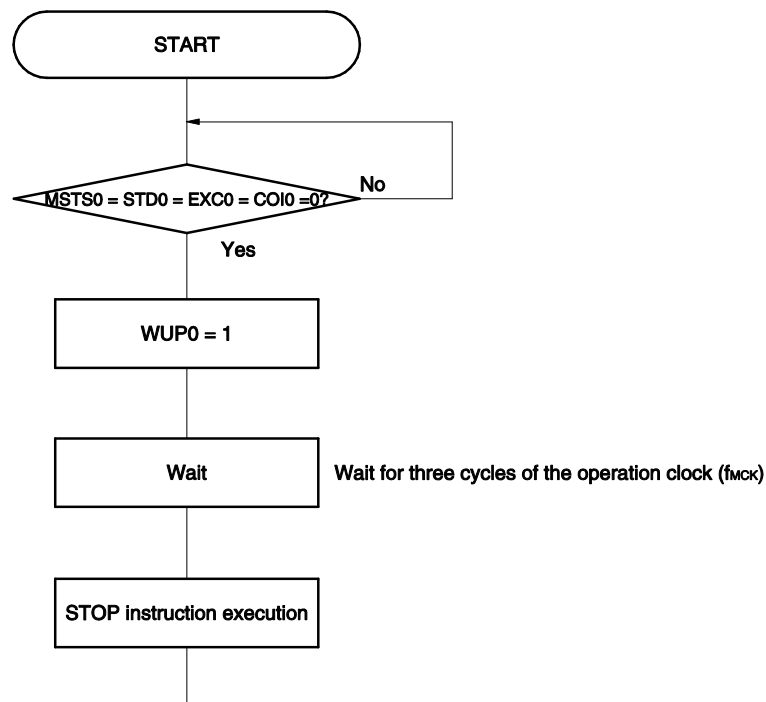 START
MSTS0 = STD0 = EXC0 = COI0 =0?
No
Yes
WUP0 = 1
Wait
Wait for three cycles of the operation clock (fMCK)
STOP instruction execution